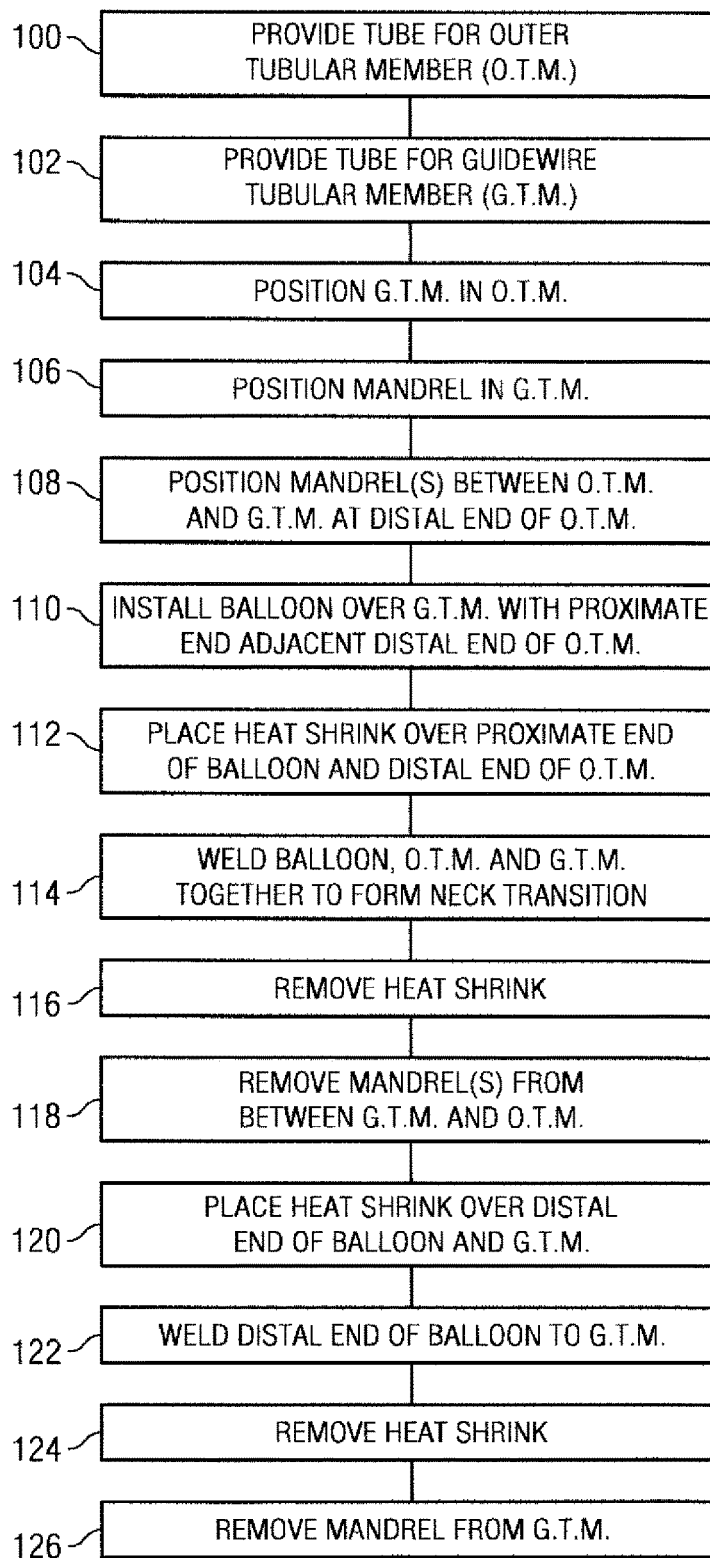 100
PROVIDE TUBE FOR OUTER
TUBULAR MEMBER (O.T.M.)
102
PROVIDE TUBE FOR GUIDEWIRE
TUBULAR MEMBER (G.T.M.)
104
POSITION G.T.M. IN O.T.M.
106
POSITION MANDREL IN G.T.M.
108
POSITION MANDREL(S) BETWEEN O.T.M.
AND G.T.M. AT DISTAL END OF O.T.M.
110
INSTALL BALLOON OVER G.T.M. WITH PROXIMATE
END ADJACENT DISTAL END OF O.T.M.
112
PLACE HEAT SHRINK OVER PROXIMATE END
OF BALLOON AND DISTAL END OF O.T.M.
114
WELD BALLOON, O.T.M. AND G.T.M.
TOGETHER TO FORM NECK TRANSITION
116
REMOVE HEAT SHRINK
118
REMOVE MANDREL(S) FROM
BETWEEN G.T.M. AND O.T.M.
120
PLACE HEAT SHRINK OVER DISTAL
END OF BALLOON AND G.T.M.
122
WELD DISTAL END OF BALLOON TO G.T.M.
124
REMOVE HEAT SHRINK
126
REMOVE MANDREL FROM G.T.M.